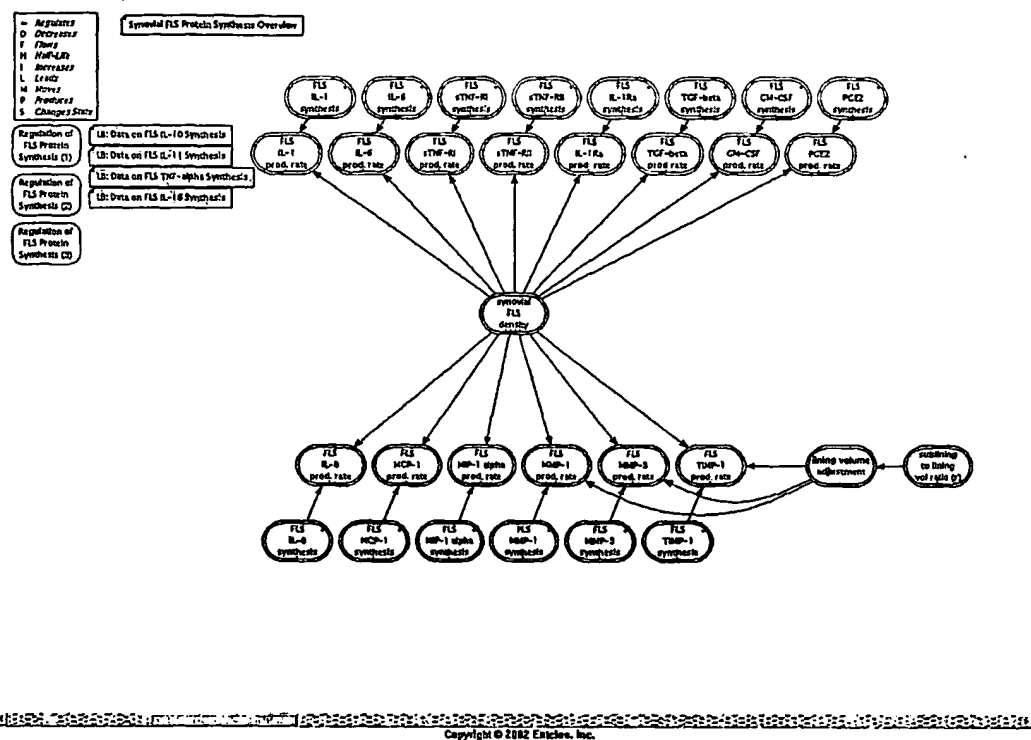 – Regulates
D Decreases
F Flows
H Half-Life
I Increases
L Leads
M Moves
P Produces
S Changes State
Synovial FLS Protein Synthesis Overview
Regulation of
FLS Protein
Synthesis (1)
Regulation of
FLS Protein
Synthesis (2)
Regulation of
FLS Protein
Synthesis (3)
LB: Data on FLS IL-10 Synthesis
LB: Data on FLS IL-11 Synthesis
LB: Data on FLS TNF-alpha Synthesis
LB: Data on FLS IL-18 Synthesis
FLS
IL-1
synthesis
FLS
IL-6
synthesis
FLS
sTNF-RI
synthesis
FLS
sTNF-RII
synthesis
FLS
IL-1Ra
synthesis
FLS
TGF-beta
synthesis
FLS
GM-CSF
synthesis
FLS
PGE2
synthesis
FLS
IL-1
prod. rate
FLS
IL-6
prod. rate
FLS
sTNF-RI
prod. rate
FLS
sTNF-RII
prod. rate
FLS
IL-1Ra
prod. rate
FLS
TGF-beta
prod. rate
FLS
GM-CSF
prod. rate
FLS
PGE2
prod. rate
synovial
FLS
density
FLS
IL-8
prod. rate
FLS
MCP-1
prod. rate
FLS
MIP-1 alpha
prod. rate
FLS
MMP-1
prod. rate
FLS
MMP-3
prod. rate
FLS
TIMP-1
prod. rate
lining volume
adjustment
sublining
to lining
vol ratio (r)
FLS
IL-8
synthesis
FLS
MCP-1
synthesis
FLS
MIP-1 alpha
synthesis
FLS
MMP-1
synthesis
FLS
MMP-3
synthesis
FLS
TIMP-1
synthesis
Copyright © 2002 Entelos, Inc.